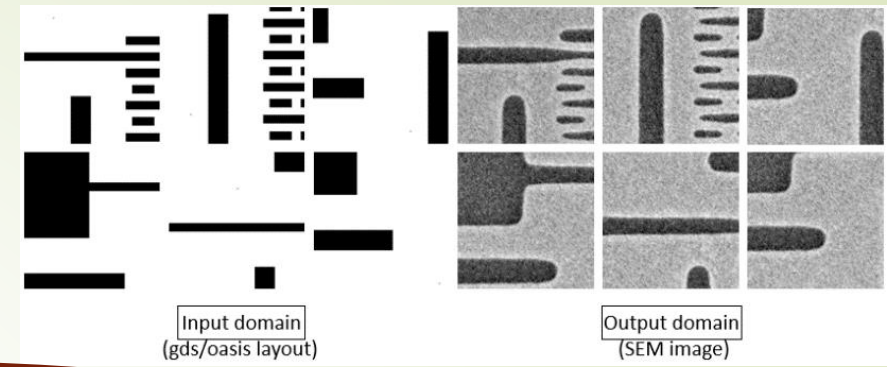 Input domain
(gds/oasis layout)
Output domain
(SEM image)